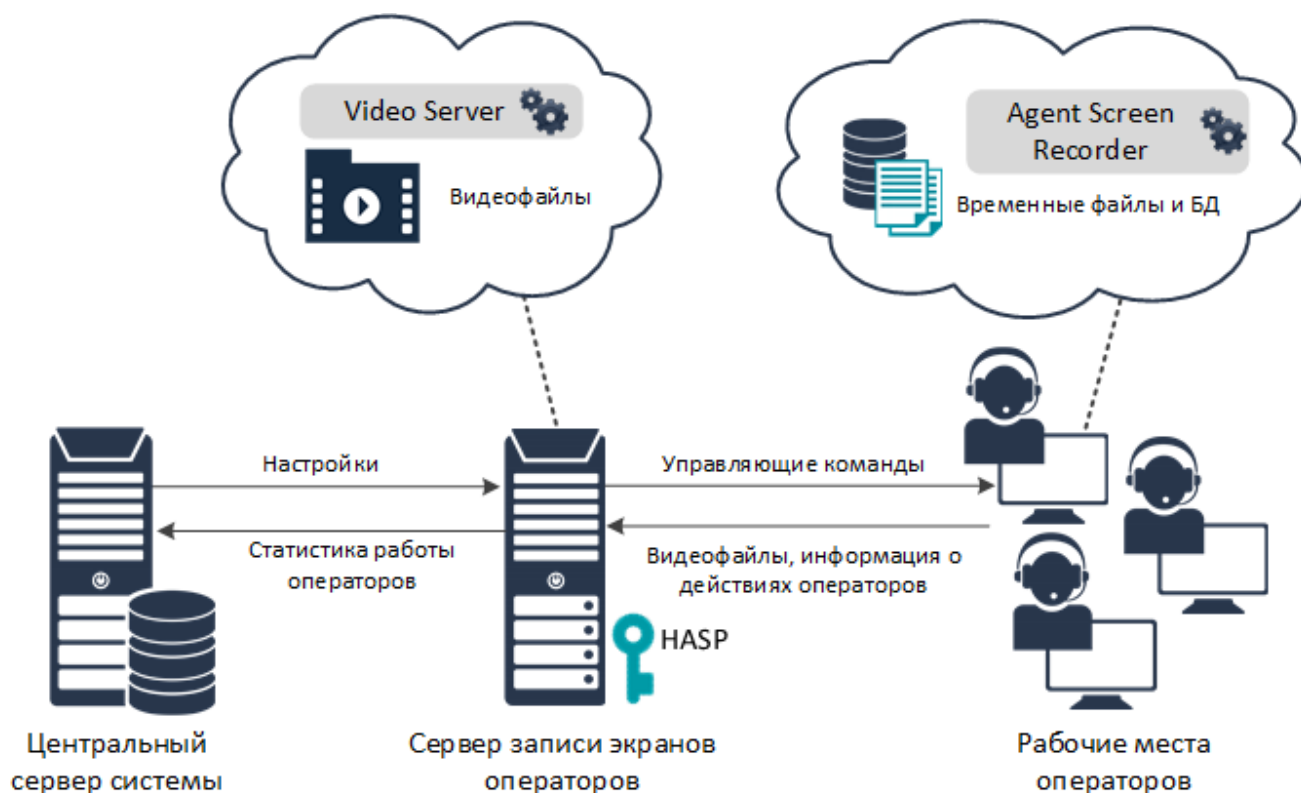 Video Server
Видеофайлы
Agent Screen
Recorder
Временные файлы и БД
Настройки
Управляющие команды
Статистика работы
операторов
Видеофайлы, информация о
действиях операторов
HASP
Центральный
сервер системы
Сервер записи экранов
операторов
Рабочие места
операторов